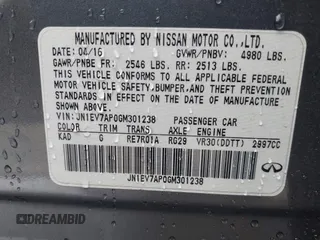 MANUFACTURED BY NISSAN MOTOR CO.,LTD.
DATE: 04/16 GVWR/PNBV: 4980 LBS.
GAWR/PNBE FR: 2546 LBS. RR: 2513 LBS.
THIS VEHICLE CONFORMS TO ALL APPLICABLE FEDERAL
MOTOR VEHICLE SAFETY,BUMPER,AND THEFT
PREVENTION STANDARDS IN EFFECT ON THE
DATE OF MANUFACTURE SHOWN ABOVE.
VIN:JN1EV7AP0GM301238 PASSENGER CAR
COLOR TRIM TRANS AXLE ENGINE
KAD G RE7R01A RG29 VR30(DDTT) 2997CC
JN1EV7AP0GM301238
DREAMBID